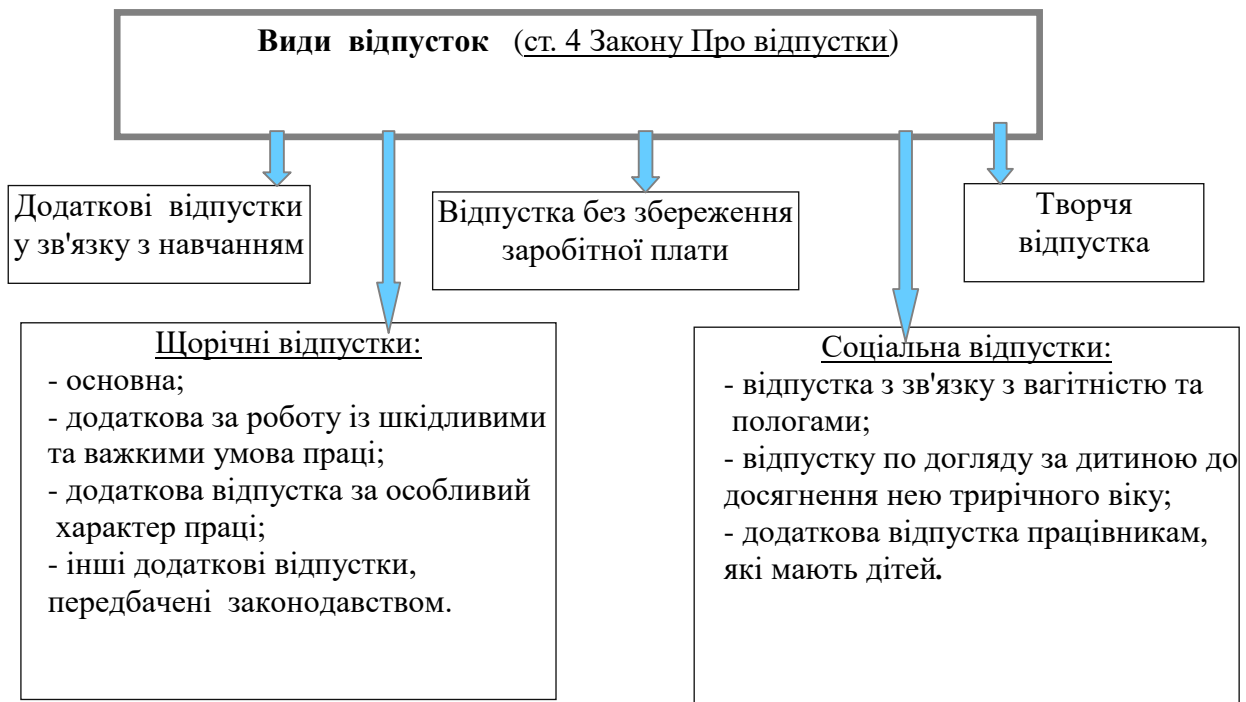 Види відпусток (ст. 4 Закону Про відпустки)
Додаткові відпустки
у зв'язку з навчанням
Відпустка без збереження
заробітної плати
Творчя
відпустка
Щорічні відпустки:
- основна;
- додаткова за роботу із шкідливими
та важкими умова праці;
- додаткова відпустка за особливий
характер праці;
- інші додаткові відпустки,
передбачені законодавством.
Соціальна відпустки:
- відпустка з зв'язку з вагітністю та
пологами;
- відпустку по догляду за дитиною до
досягнення нею трирічного віку;
- додаткова відпустка працівникам,
які мають дітей.